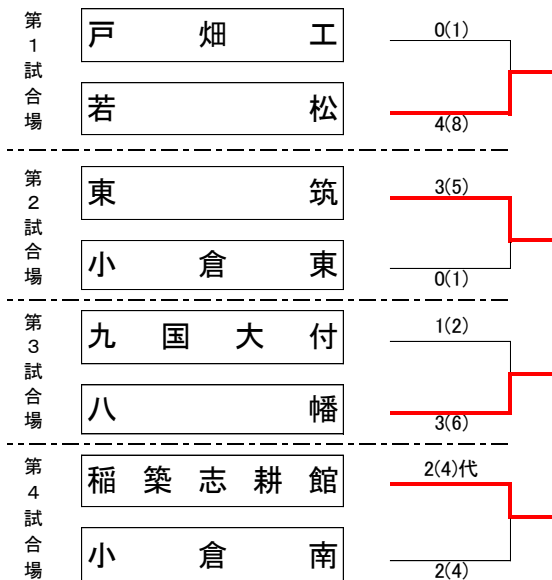 第1試合場
戸畑工
0(1)
若松
4(8)
第2試合場
東筑
3(5)
小倉東
0(1)
第3試合場
九国大付
1(2)
八幡
3(6)
第4試合場
稲築志耕館
2(4)代
小倉南
2(4)